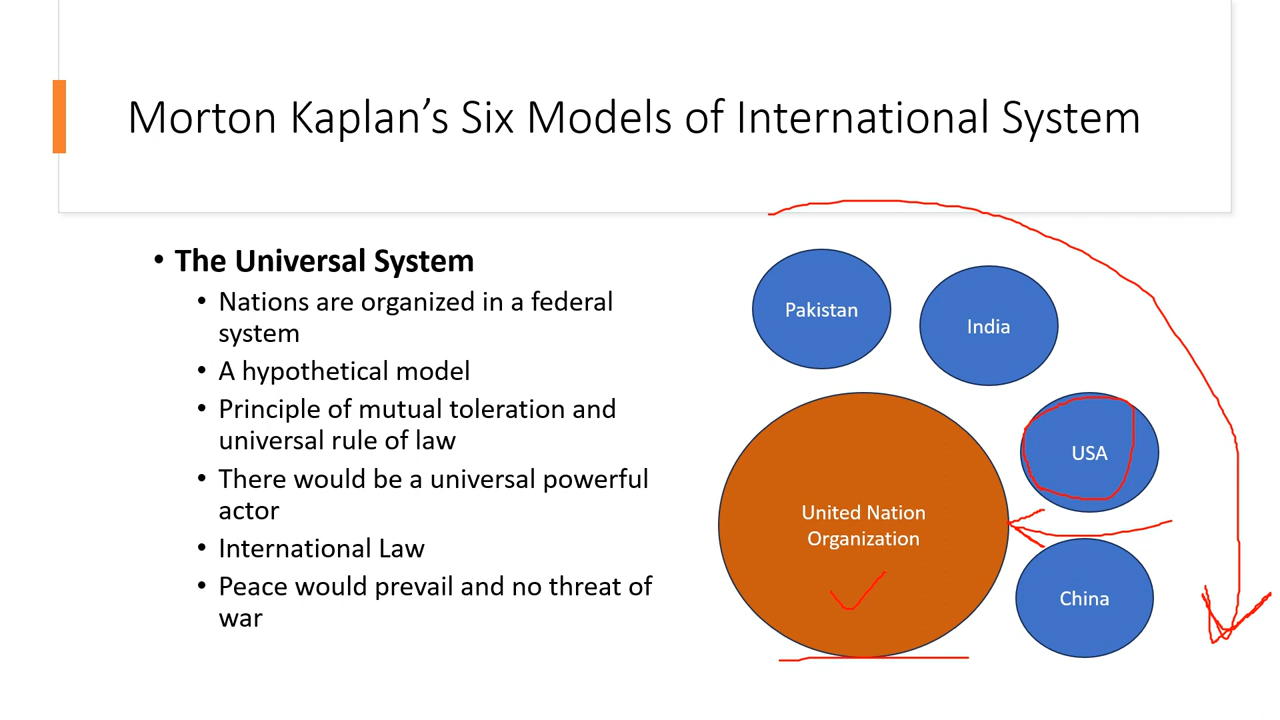 Morton Kaplan’s Six Models of International System
• The Universal System
• Nations are organized in a federal
system
• A hypothetical model
• Principle of mutual toleration and
universal rule of law
• There would be a universal powerful
actor
• International Law
• Peace would prevail and no threat of
war
Pakistan
India
USA
United Nation
Organization
China